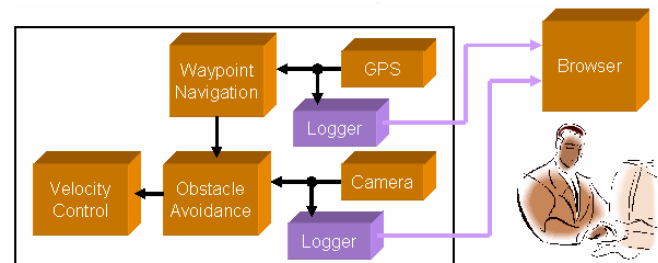 Waypoint
Navigation
GPS
Browser
Logger
Velocity
Control
Obstacle
Avoidance
Camera
Logger